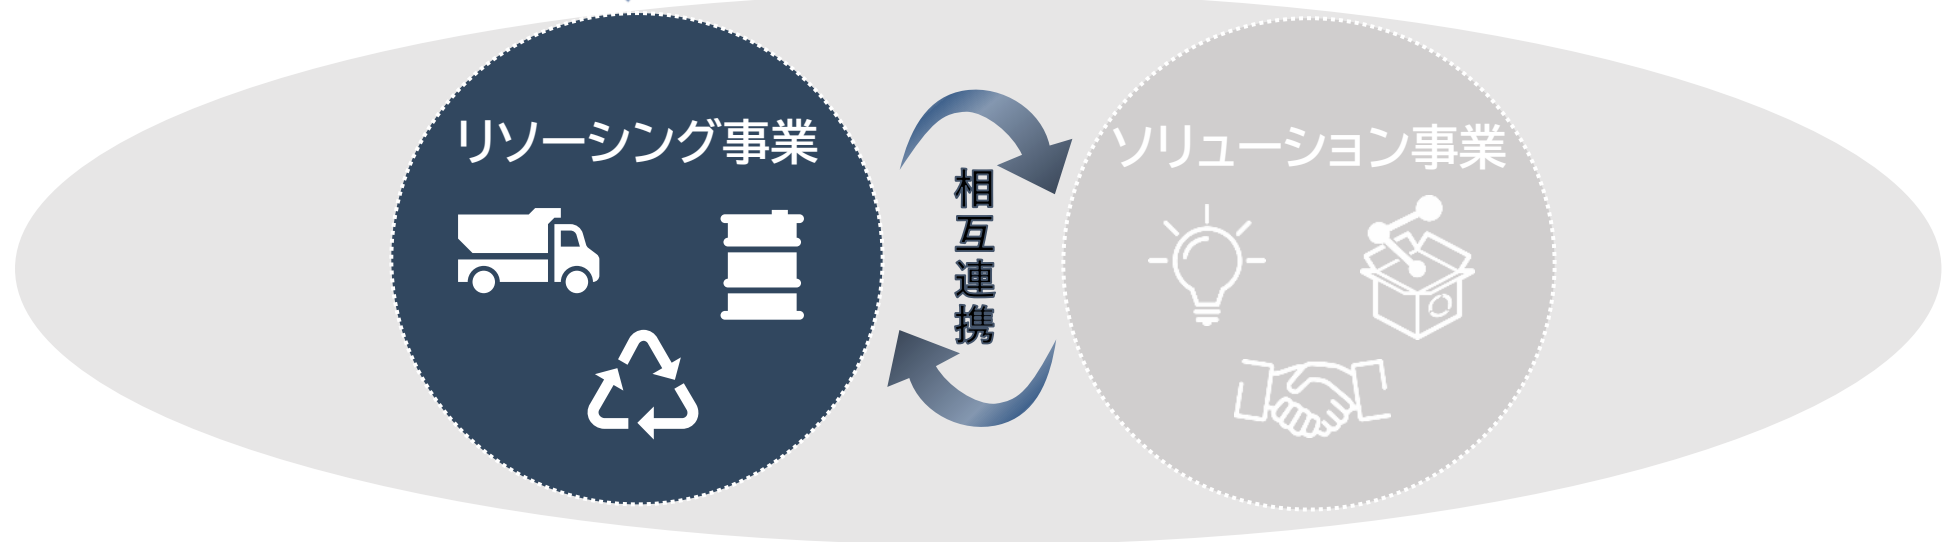 リソーシング事業
相互連携
ソリューション事業